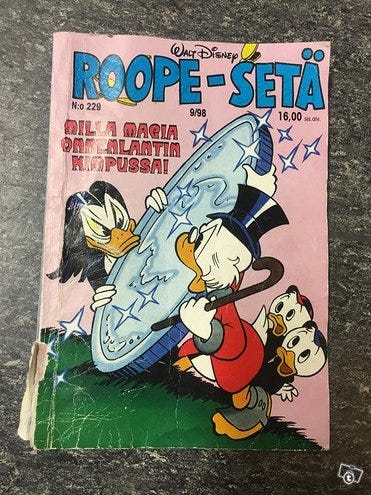 WALT DISNEY
ROOPE-SETÄ
N:o 229
9/98
16,00 sis. alv.
MILLA MAGIA
ONNENLANTIN
KIMPUSSA!